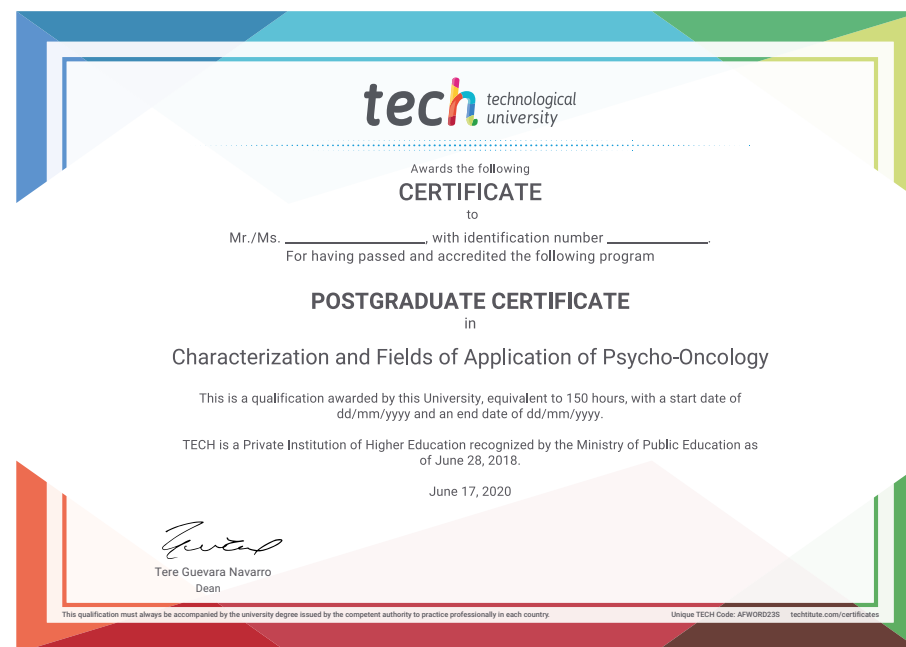 tech technological
university
Awards the following
CERTIFICATE
to
Mr./Ms. ____________________, with identification number ______________.
For having passed and accredited the following program
POSTGRADUATE CERTIFICATE
in
Characterization and Fields of Application of Psycho-Oncology
This is a qualification awarded by this University, equivalent to 150 hours, with a start date of
dd/mm/yyyy and an end date of dd/mm/yyyy.
TECH is a Private Institution of Higher Education recognized by the Ministry of Public Education as
of June 28, 2018.
June 17, 2020
Tere Guevara Navarro
Dean
This qualification must always be accompanied by the university degree issued by the competent authority to practice professionally in each country. Unique TECH Code: AFWORD23S techtitute.com/certificates